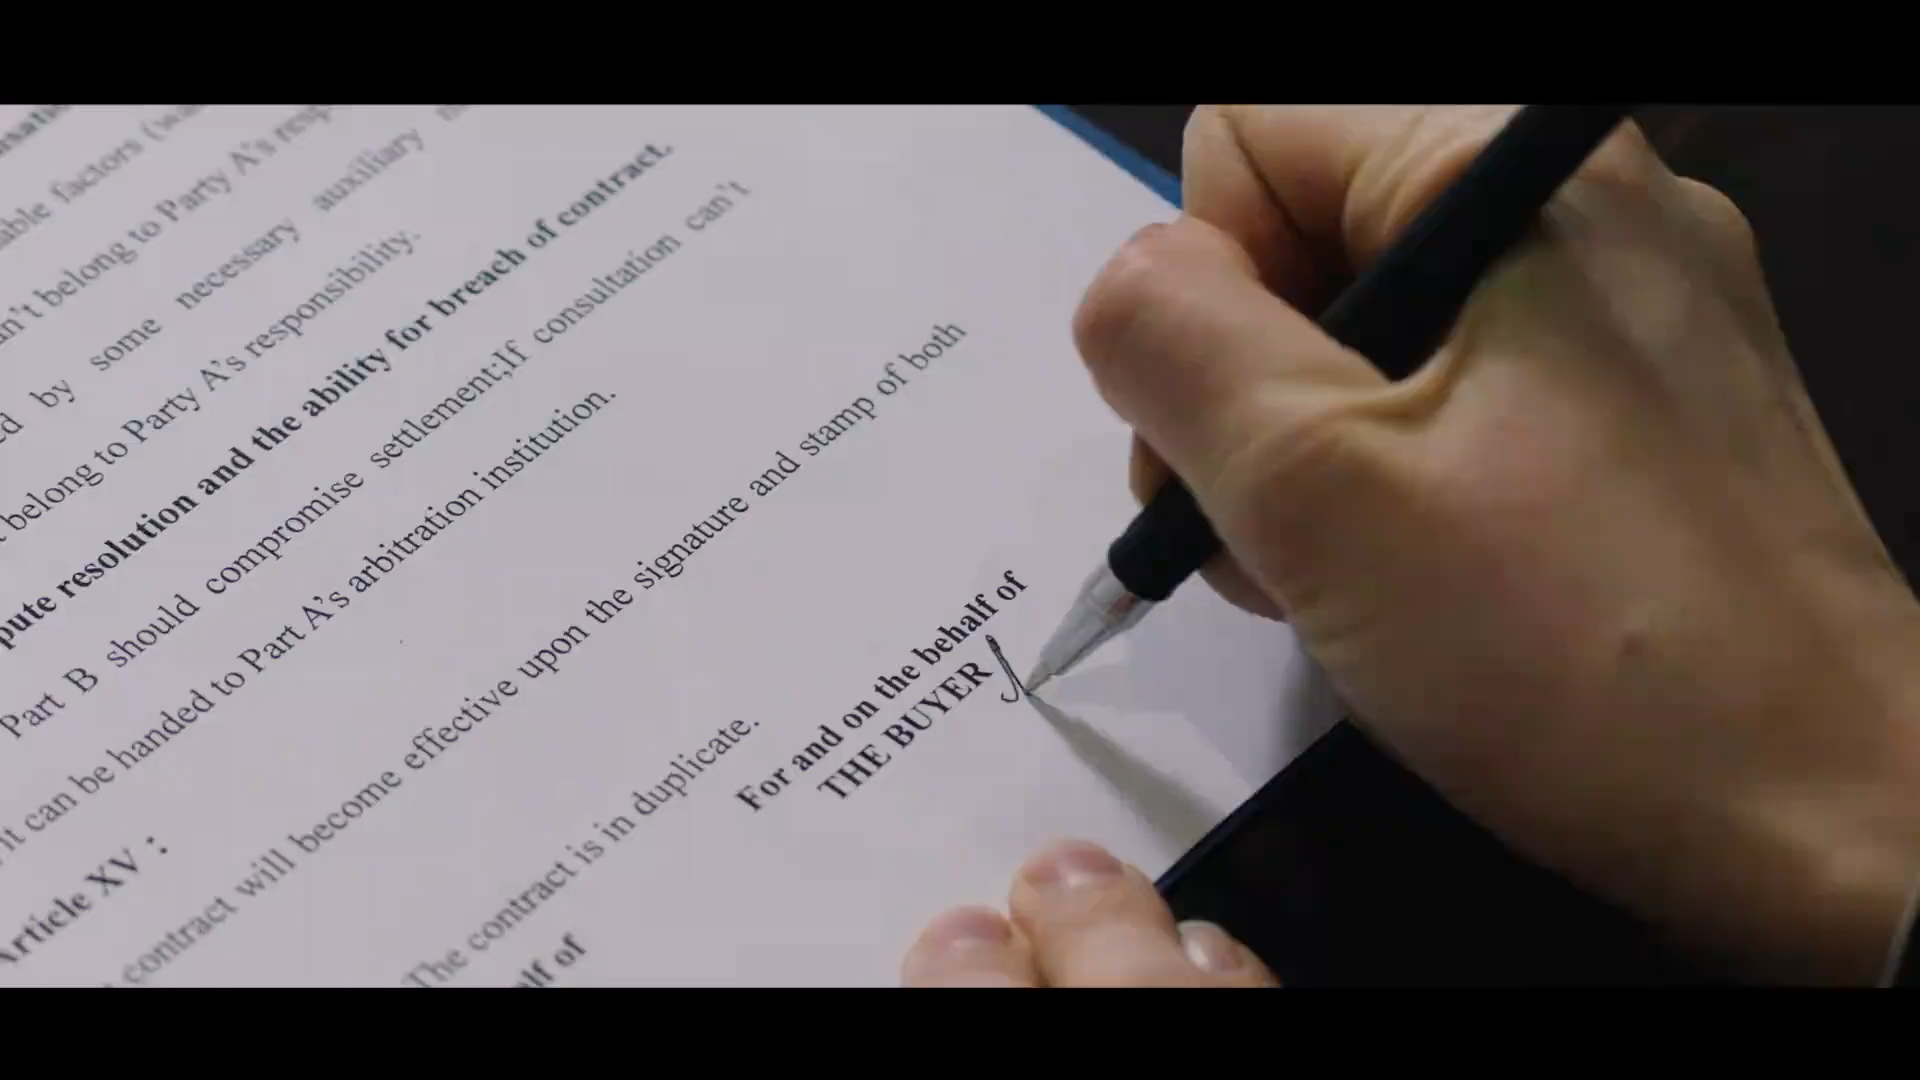 able factors
n't belong to Party A's
ed by some necessary auxiliary
belong to Party A's responsibility.
pute resolution and the ability for breach of contract.
Part B should compromise settlement;If consultation can't
it can be handed to Part A's arbitration institution.
Article XV :
contract will become effective upon the signature and stamp of both
The contract is in duplicate.
For and on the behalf of
THE BUYER
alf of